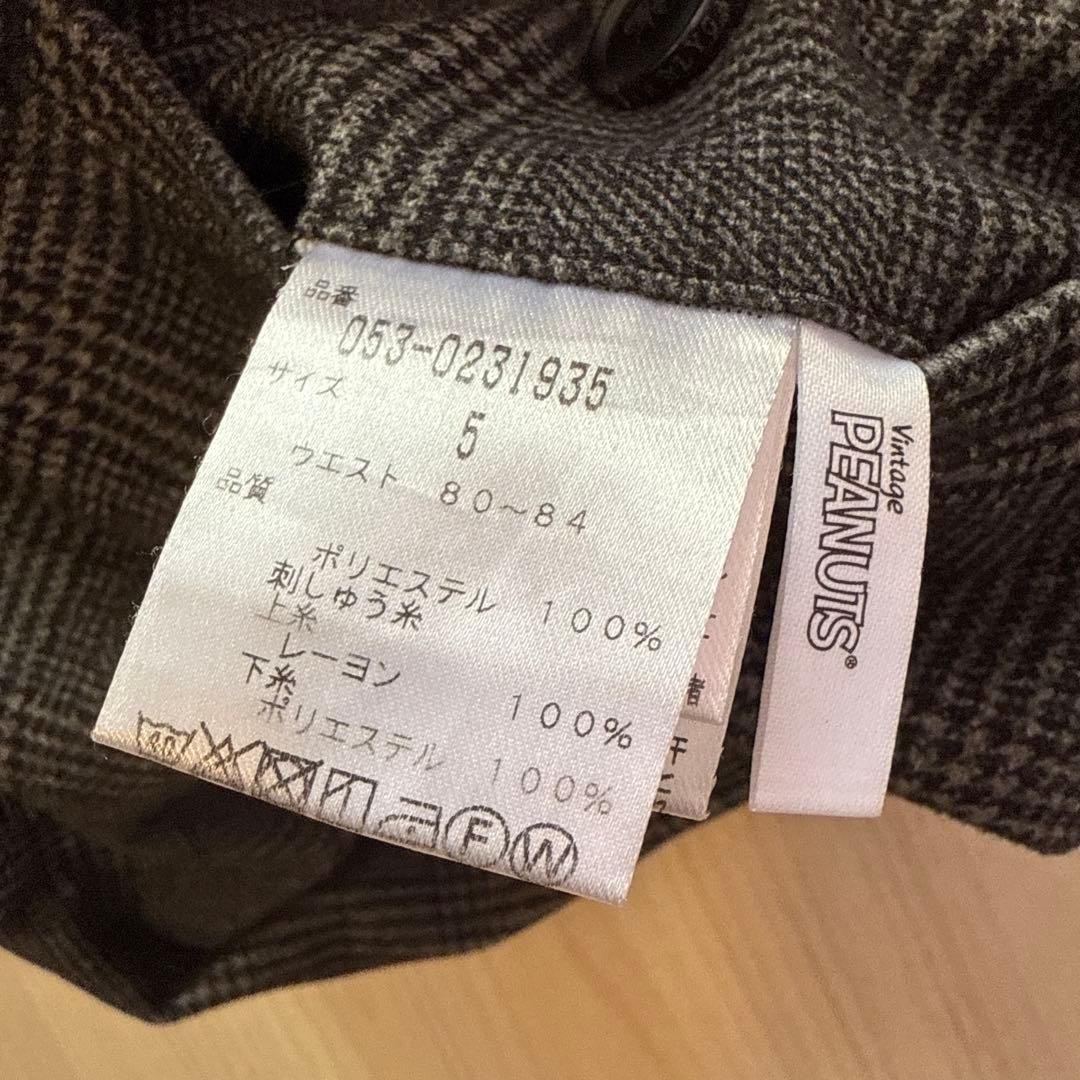 品番
053-0231935
サイズ
5
ウエスト 80~84
品質
ポリエステル 100%
刺しゅう糸
上糸
レーヨン 100%
下糸
ポリエステル 100%
40
F
W
者
Vintage
PEANUTS®